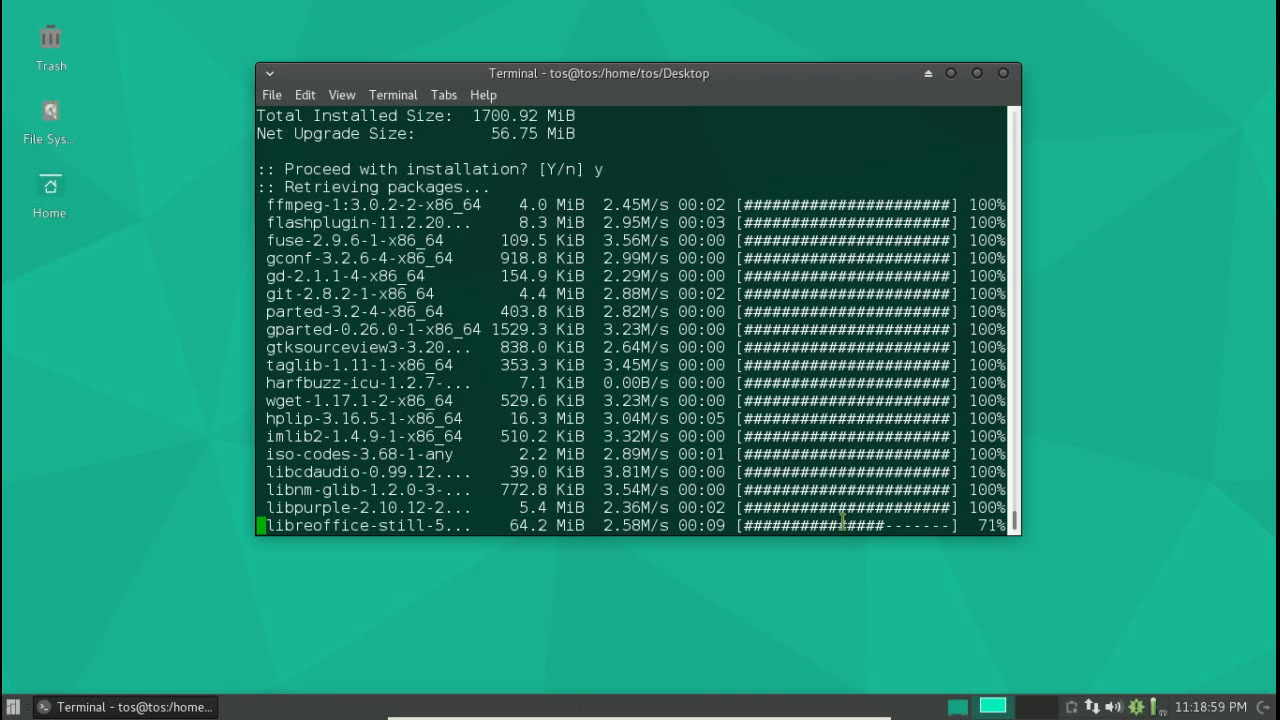 Trash
File Sys...
Home
Terminal - tos@tos:/home/tos/Desktop
File Edit View Terminal Tabs Help
Total Installed Size:  1700.92 MiB
Net Upgrade Size:        56.75 MiB
:: Proceed with installation? [Y/n] y
:: Retrieving packages...
ffmpeg-1:3.0.2-2-x86_64    4.0 MiB  2.45M/s 00:02 [######################] 100%
flashplugin-11.2.20...     8.3 MiB  2.95M/s 00:03 [######################] 100%
fuse-2.9.6-1-x86_64      109.5 KiB  3.56M/s 00:00 [######################] 100%
gconf-3.2.6-4-x86_64     918.8 KiB  2.99M/s 00:00 [######################] 100%
gd-2.1.1-4-x86_64        154.9 KiB  2.29M/s 00:00 [######################] 100%
git-2.8.2-1-x86_64         4.4 MiB  2.88M/s 00:02 [######################] 100%
parted-3.2-4-x86_64      403.8 KiB  2.82M/s 00:00 [######################] 100%
gparted-0.26.0-1-x86_64 1529.3 KiB  3.23M/s 00:00 [######################] 100%
gtksourceview3-3.20...   838.0 KiB  2.64M/s 00:00 [######################] 100%
taglib-1.11-1-x86_64     353.3 KiB  3.45M/s 00:00 [######################] 100%
harfbuzz-icu-1.2.7-...     7.1 KiB  0.00B/s 00:00 [######################] 100%
wget-1.17.1-2-x86_64     529.6 KiB  3.23M/s 00:00 [######################] 100%
hplip-3.16.5-1-x86_64     16.3 MiB  3.04M/s 00:05 [######################] 100%
imlib2-1.4.9-1-x86_64    510.2 KiB  3.32M/s 00:00 [######################] 100%
iso-codes-3.68-1-any       2.2 MiB  2.89M/s 00:01 [######################] 100%
libcdaudio-0.99.12....    39.0 KiB  3.81M/s 00:00 [######################] 100%
libnm-glib-1.2.0-3-...   772.8 KiB  3.54M/s 00:00 [######################] 100%
libpurple-2.10.12-2...     5.4 MiB  2.36M/s 00:02 [######################] 100%
libreoffice-still-5...    64.2 MiB  2.58M/s 00:09 [###############-------]  71%
Terminal - tos@tos:/home...
11:18:59 PM